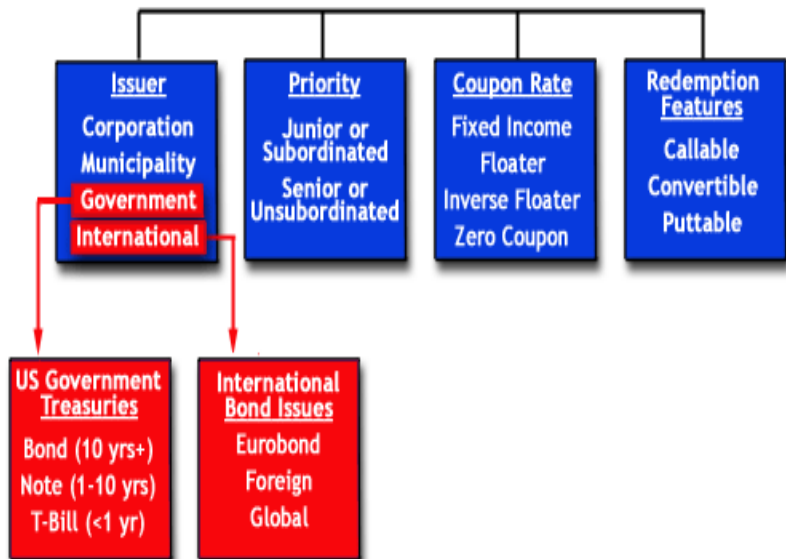 Issuer
Corporation
Municipality
Government
International
Priority
Junior or
Subordinated
Senior or
Unsubordinated
Coupon Rate
Fixed Income
Floater
Inverse Floater
Zero Coupon
Redemption
Features
Callable
Convertible
Puttable
US Government
Treasuries
Bond (10 yrs+)
Note (1-10 yrs)
T-Bill (<1 yr)
International
Bond Issues
Eurobond
Foreign
Global